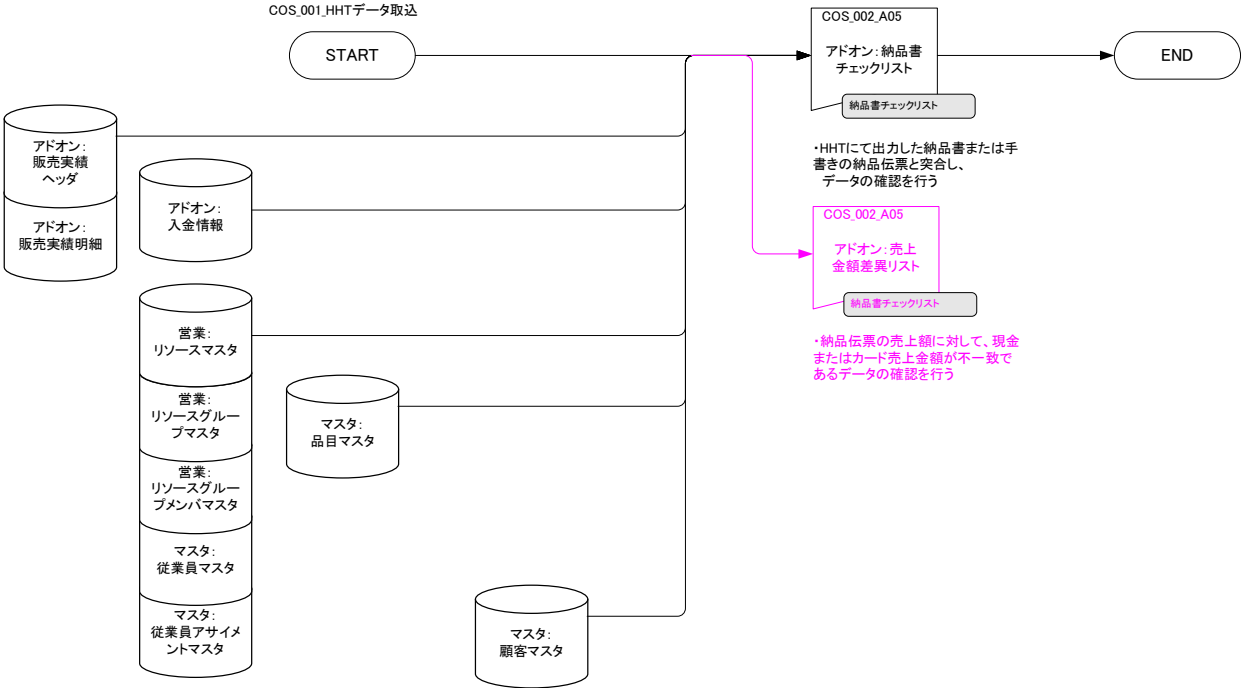 COS_001_HHTデータ取込
START
COS_002_A05
アドオン：納品書
チェックリスト
納品書チェックリスト
END
・HHTにて出力した納品書または手
書きの納品伝票と突合し、
データの確認を行う
COS_002_A05
アドオン：売上
金額差異リスト
納品書チェックリスト
・納品伝票の売上額に対して、現金
またはカード売上金額が不一致で
あるデータの確認を行う
アドオン：
販売実績
ヘッダ
アドオン：
販売実績明細
アドオン：
入金情報
営業：
リソースマスタ
営業：
リソースグルー
プマスタ
営業：
リソースグルー
プメンバマスタ
マスタ：
従業員マスタ
マスタ：
従業員アサイメ
ントマスタ
マスタ：
品目マスタ
マスタ：
顧客マスタ